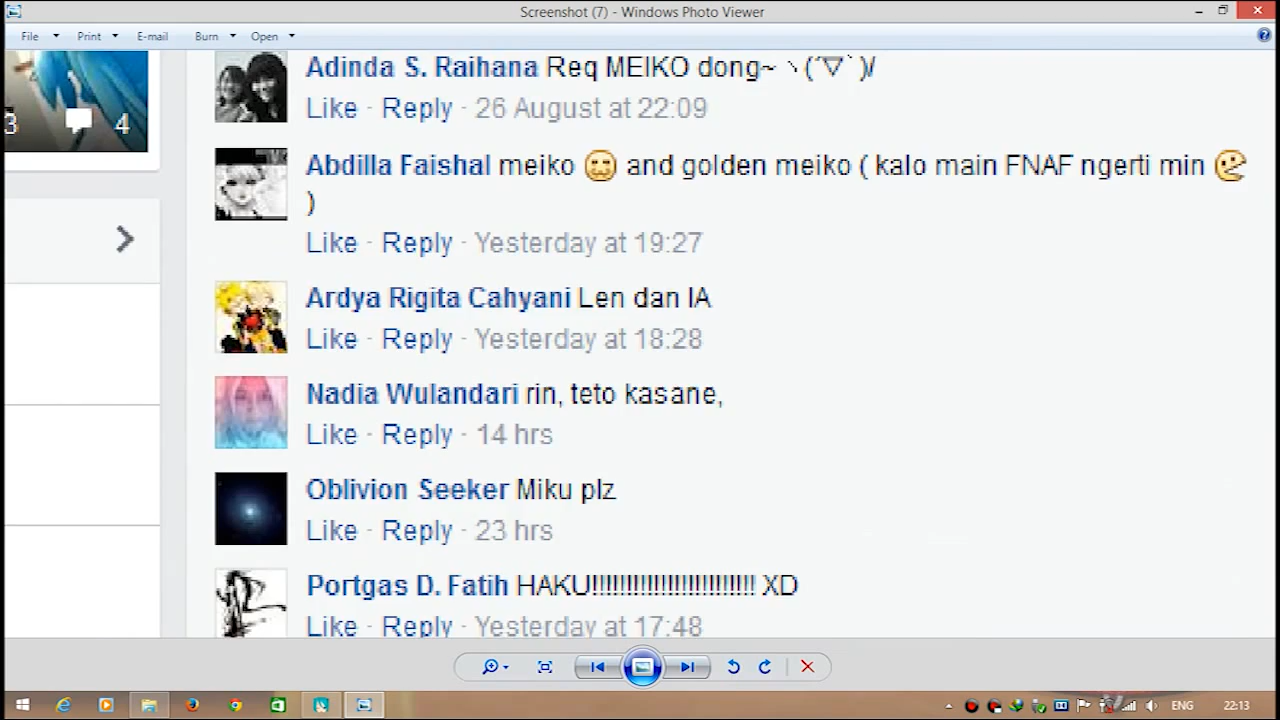 Screenshot (7) - Windows Photo Viewer
File Print E-mail Burn Open
Adinda S. Raihana Req MEIKO dong~ ヽ(´▽` )/
Like · Reply · 26 August at 22:09
3 4
Abdilla Faishal meiko and golden meiko ( kalo main FNAF ngerti min
)
Like · Reply · Yesterday at 19:27
Ardya Rigita Cahyani Len dan IA
Like · Reply · Yesterday at 18:28
Nadia Wulandari rin, teto kasane,
Like · Reply · 14 hrs
Oblivion Seeker Miku plz
Like · Reply · 23 hrs
Portgas D. Fatih HAKU!!!!!!!!!!!!!!!!!!!!!!!! XD
Like · Reply · Yesterday at 17:48
ENG 22:13